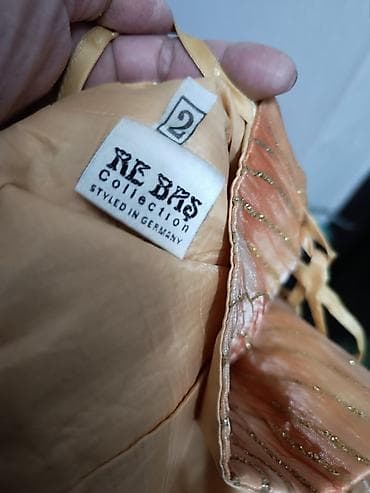 2
RE BAS
Collection
STYLED IN GERMANY